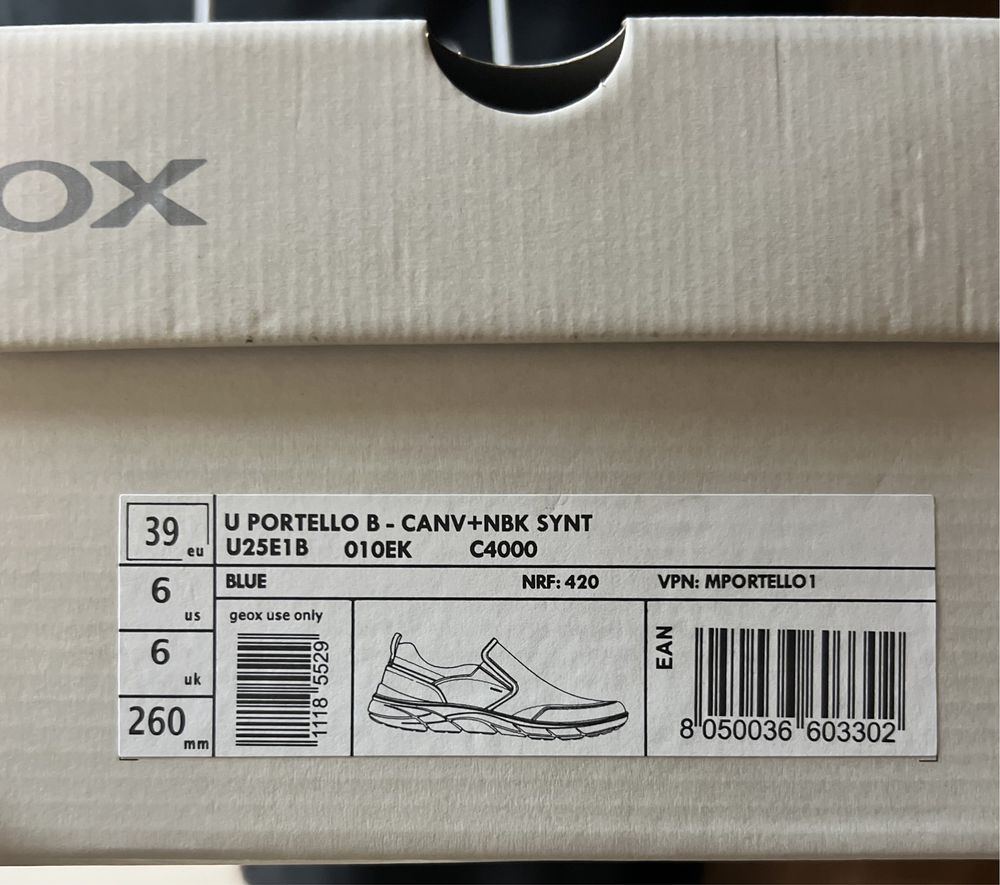 OX
39 eu
U PORTELLO B - CANV+NBK SYNT
U25E1B 010EK C4000
6 us
BLUE NRF: 420 VPN: MPORTELLO1
6 uk
260 mm
geox use only
1118 5529
EAN
8 050036 603302